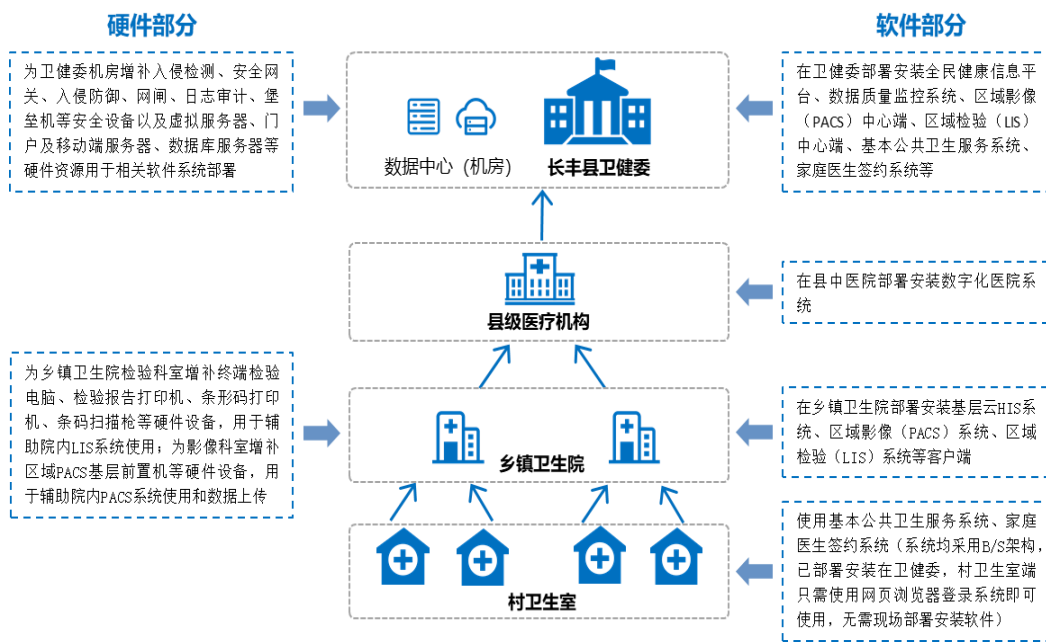 硬件部分
软件部分
为卫健委机房增补入侵检测、安全网
关、入侵防御、网闸、日志审计、堡
垒机等安全设备以及虚拟服务器、门
户及移动端服务器、数据库服务器等
硬件资源用于相关软件系统部署
数据中心（机房）
长丰县卫健委
在卫健委部署安装全民健康信息平
台、数据质量监控系统、区域影像
（PACS）中心端、区域检验（LIS）
中心端、基本公共卫生服务系统、
家庭医生签约系统等
县级医疗机构
在县中医院部署安装数字化医院系
统
为乡镇卫生院检验科室增补终端检验
电脑、检验报告打印机、条形码打印
机、条码扫描枪等硬件设备，用于辅
助院内LIS系统使用；为影像科室增补
区域PACS基层前置机等硬件设备，用
于辅助院内PACS系统使用和数据上传
乡镇卫生院
在乡镇卫生院部署安装基层云HIS系
统、区域影像（PACS）系统、区域
检验（LIS）系统等客户端
村卫生室
使用基本公共卫生服务系统、家庭
医生签约系统（系统均采用B/S架构，
已部署安装在卫健委，村卫生室端
只需使用网页浏览器登录系统即可
使用，无需现场部署安装软件）